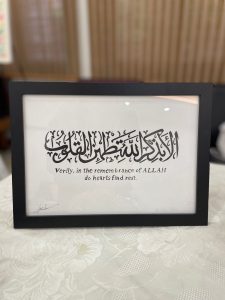 ألا بذكر الله تطمئن القلوب
Verily, in the remembrance of ALLAH
do hearts find rest.